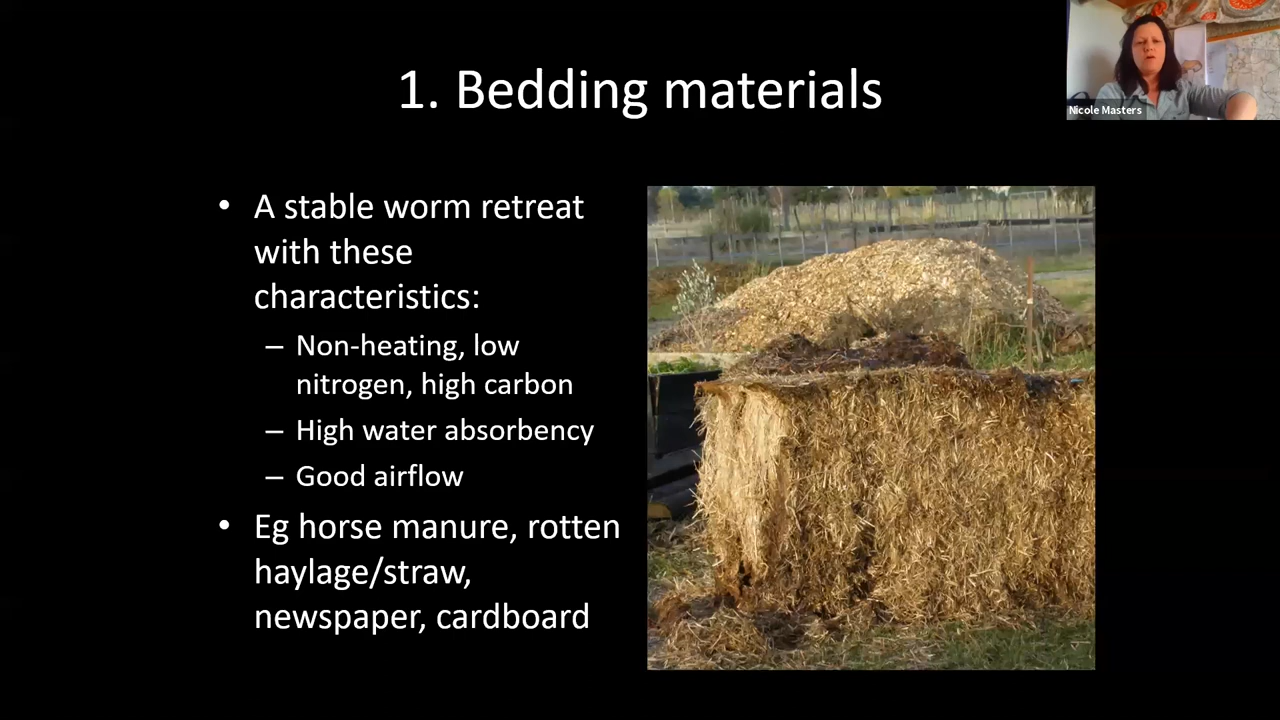 1. Bedding materials
Nicole Masters
• A stable worm retreat
with these
characteristics:
– Non-heating, low
nitrogen, high carbon
– High water absorbency
– Good airflow
• Eg horse manure, rotten
haylage/straw,
newspaper, cardboard